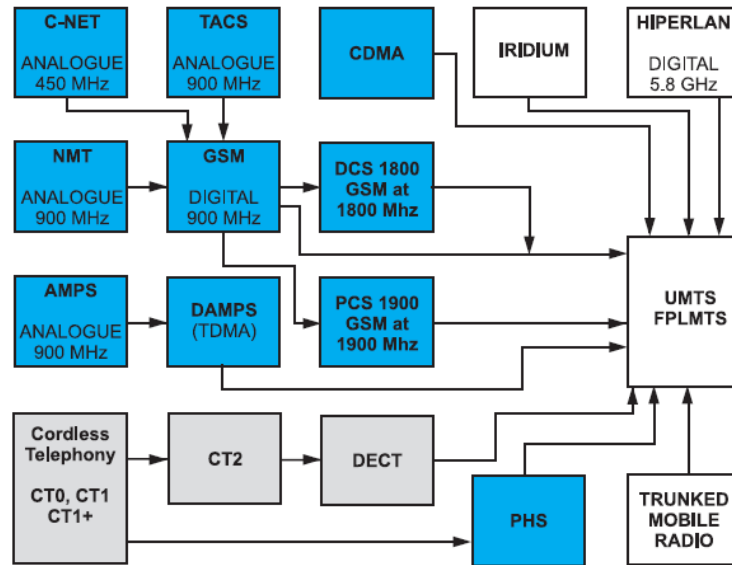 C-NET
ANALOGUE
450 MHz
TACS
ANALOGUE
900 MHz
CDMA
IRIDIUM
HIPERLAN
DIGITAL
5.8 GHz
NMT
ANALOGUE
900 MHz
GSM
DIGITAL
900 MHz
DCS 1800
GSM at
1800 Mhz
AMPS
ANALOGUE
900 MHz
DAMPS
(TDMA)
PCS 1900
GSM at
1900 Mhz
UMTS
FPLMTS
Cordless
Telephony
CT0, CT1
CT1+
CT2
DECT
PHS
TRUNKED
MOBILE
RADIO